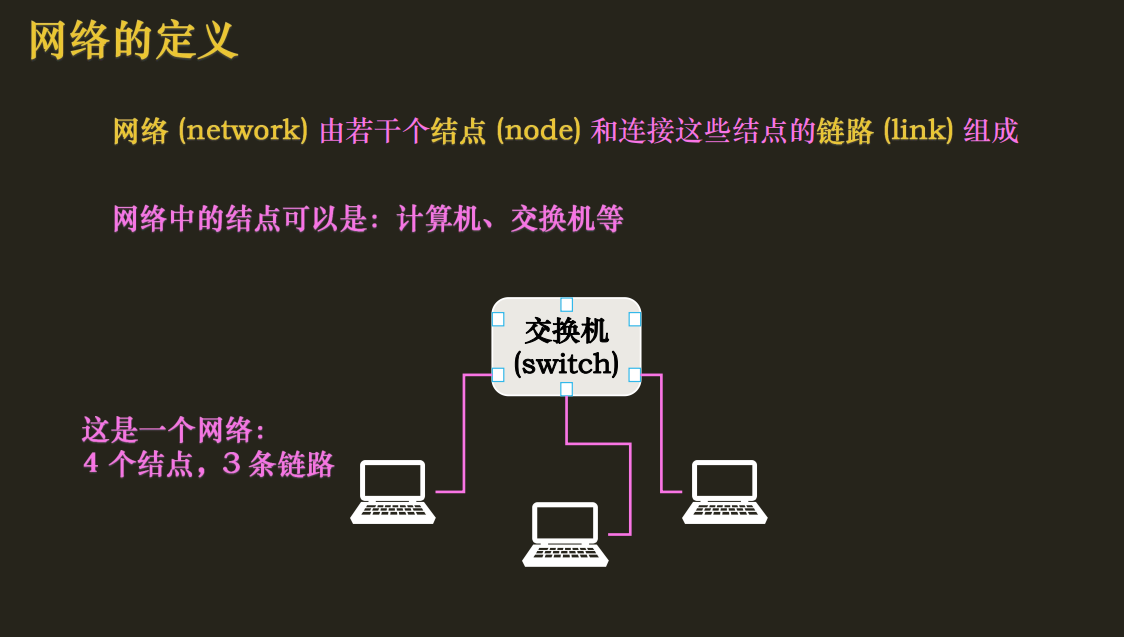 网络的定义
网络 (network) 由若干个结点 (node) 和连接这些结点的链路 (link) 组成
网络中的结点可以是：计算机、交换机等
交换机
(switch)
这是一个网络：
4 个结点，3 条链路